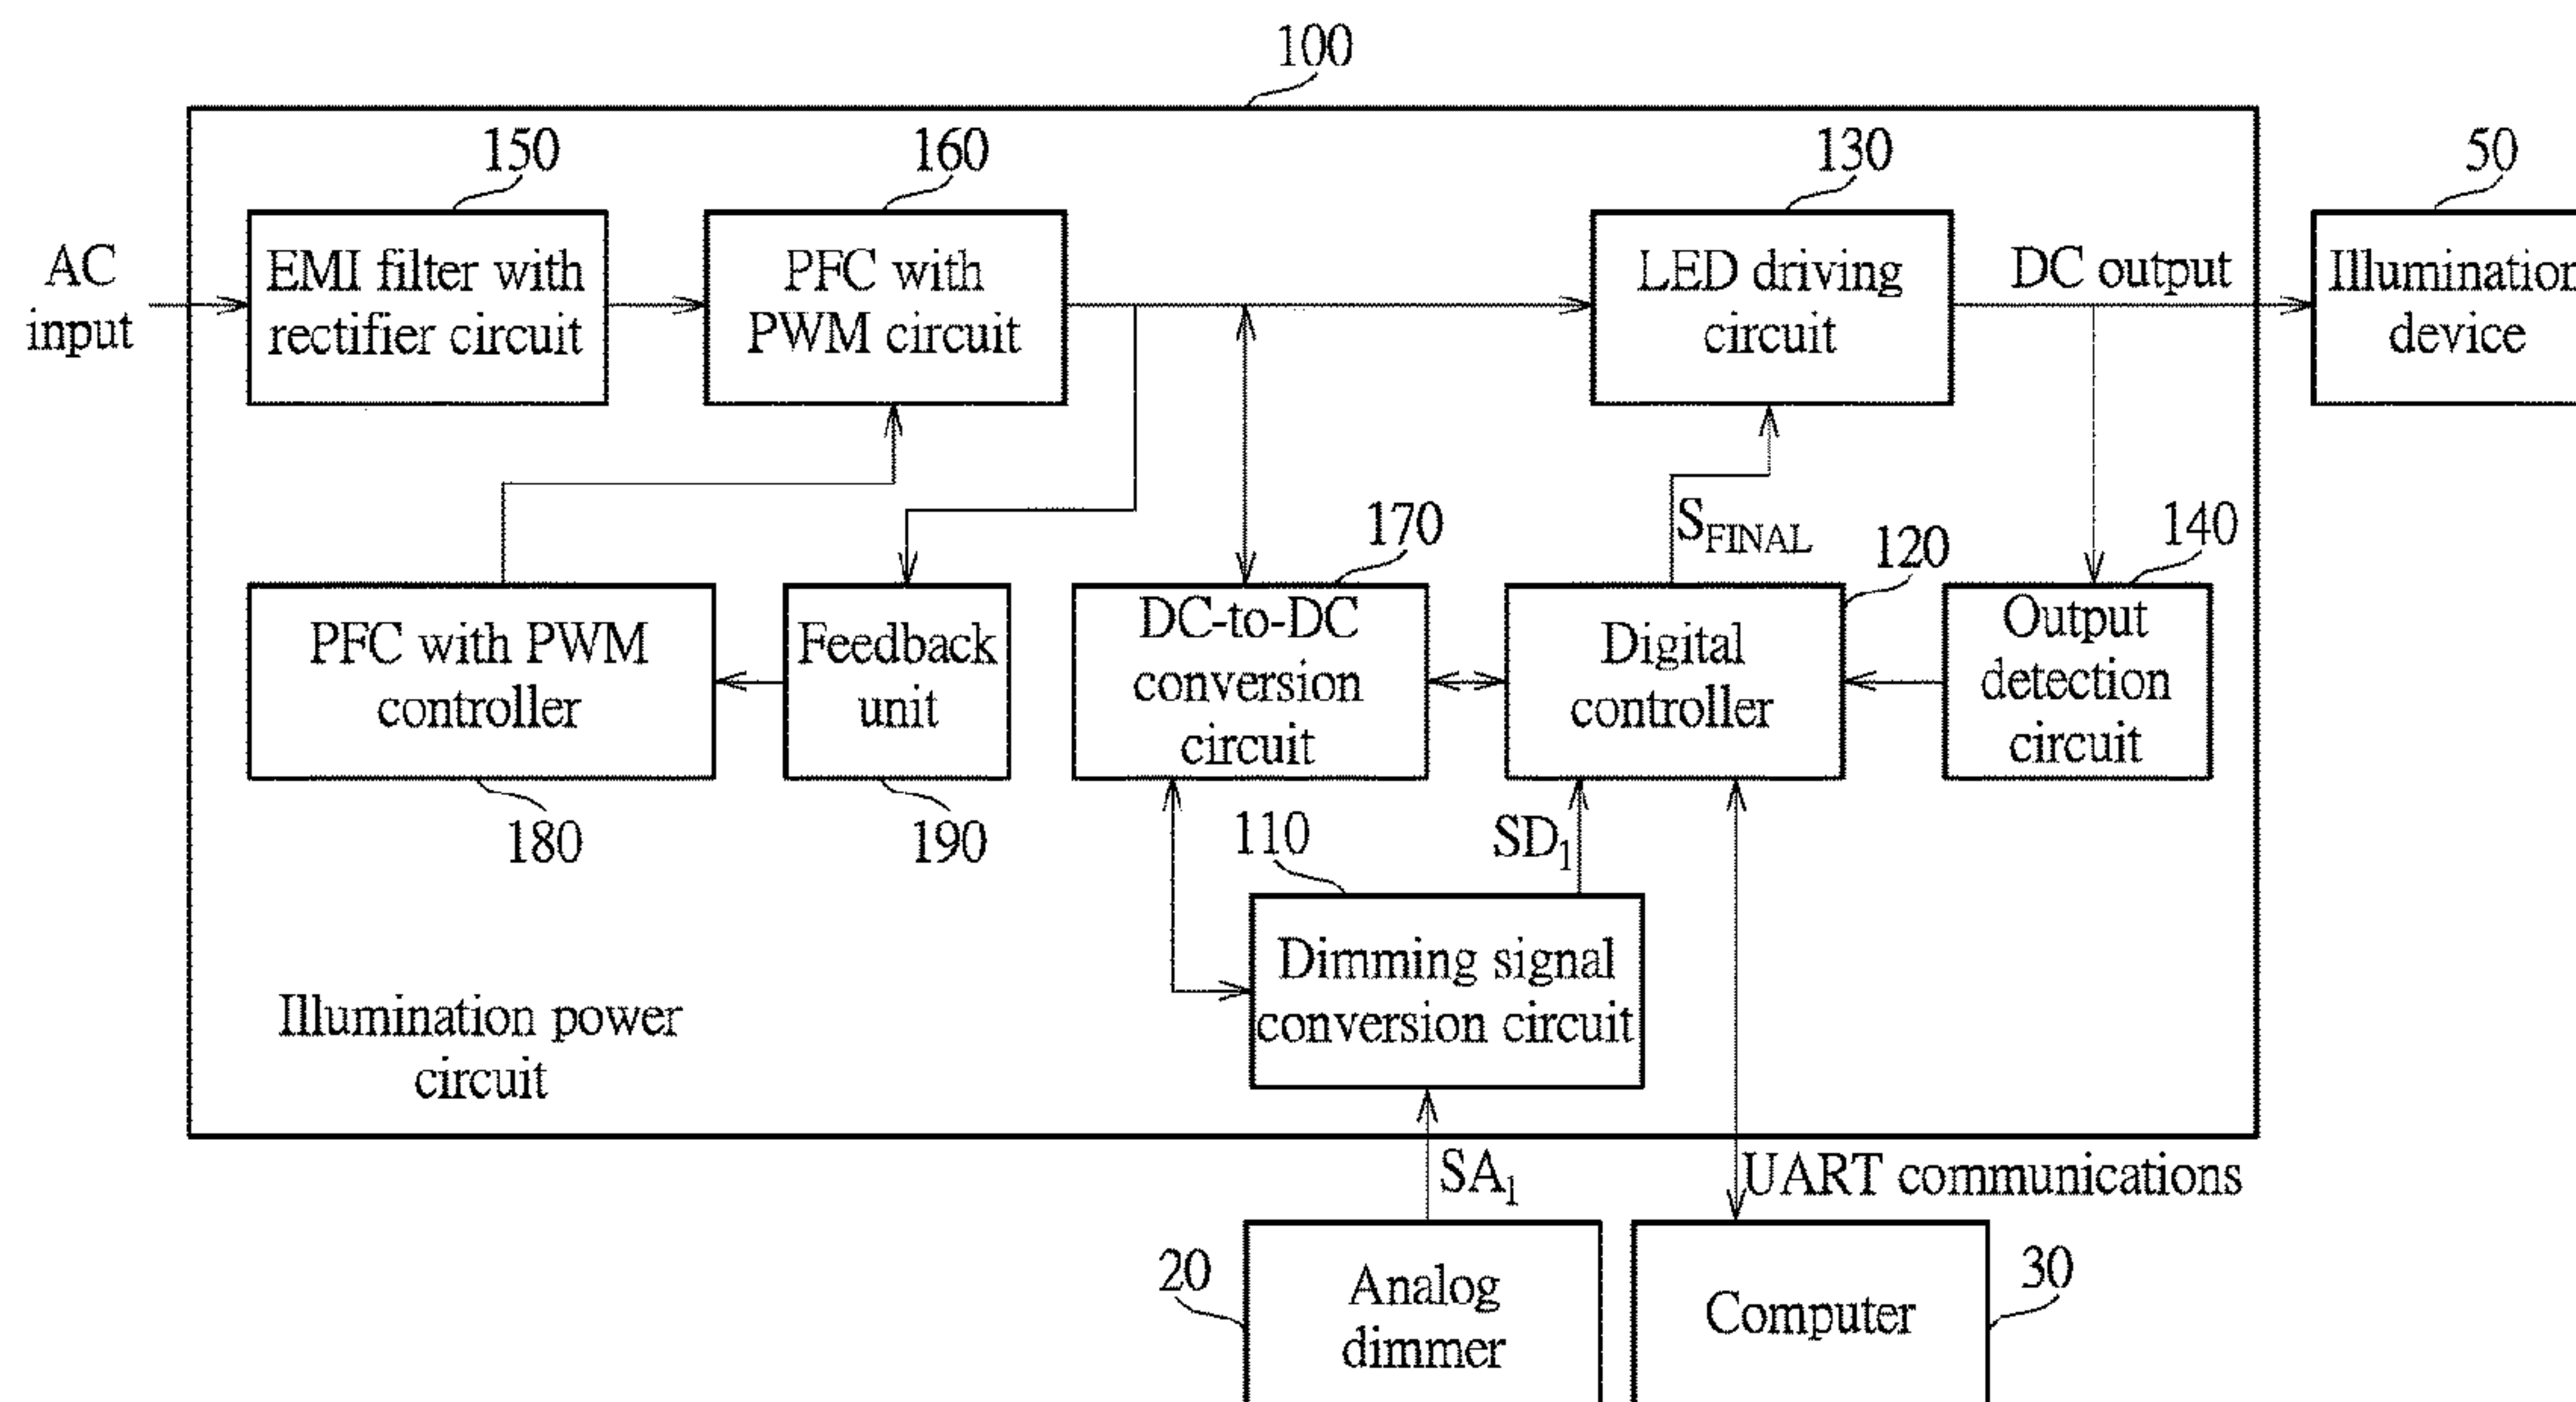 100
150
160
130
50
AC
input
EMI filter with
rectifier circuit
PFC with
PWM circuit
LED driving
circuit
DC output
Illumination
device
170
S_FINAL
120
140
PFC with PWM
controller
Feedback
unit
DC-to-DC
conversion
circuit
Digital
controller
Output
detection
circuit
180
190
110
SD₁
Dimming signal
conversion circuit
Illumination power
circuit
SA₁
UART communications
20
Analog
dimmer
Computer
30